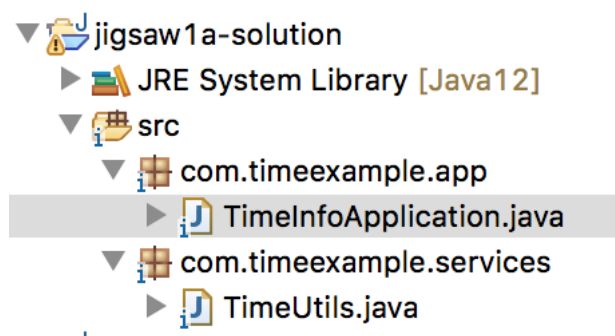 jigsaw1a-solution
JRE System Library [Java12]
src
com.timeexample.app
TimeInfoApplication.java
com.timeexample.services
TimeUtils.java